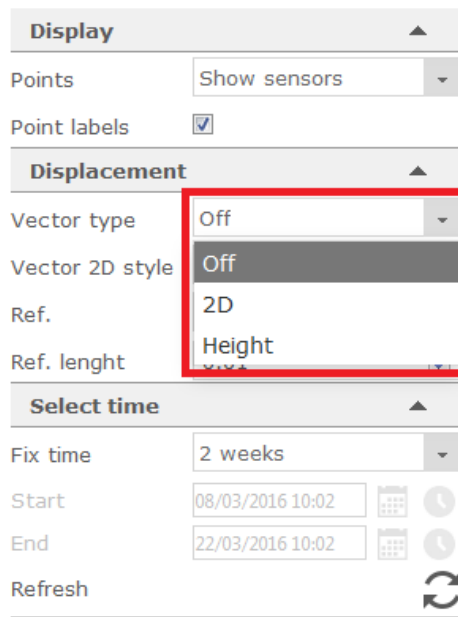 Display
Points Show sensors
Point labels
Displacement
Vector type Off
Vector 2D style Off
Ref. 2D
Height
Ref. lenght 0.01
Select time
Fix time 2 weeks
Start 08/03/2016 10:02
End 22/03/2016 10:02
Refresh